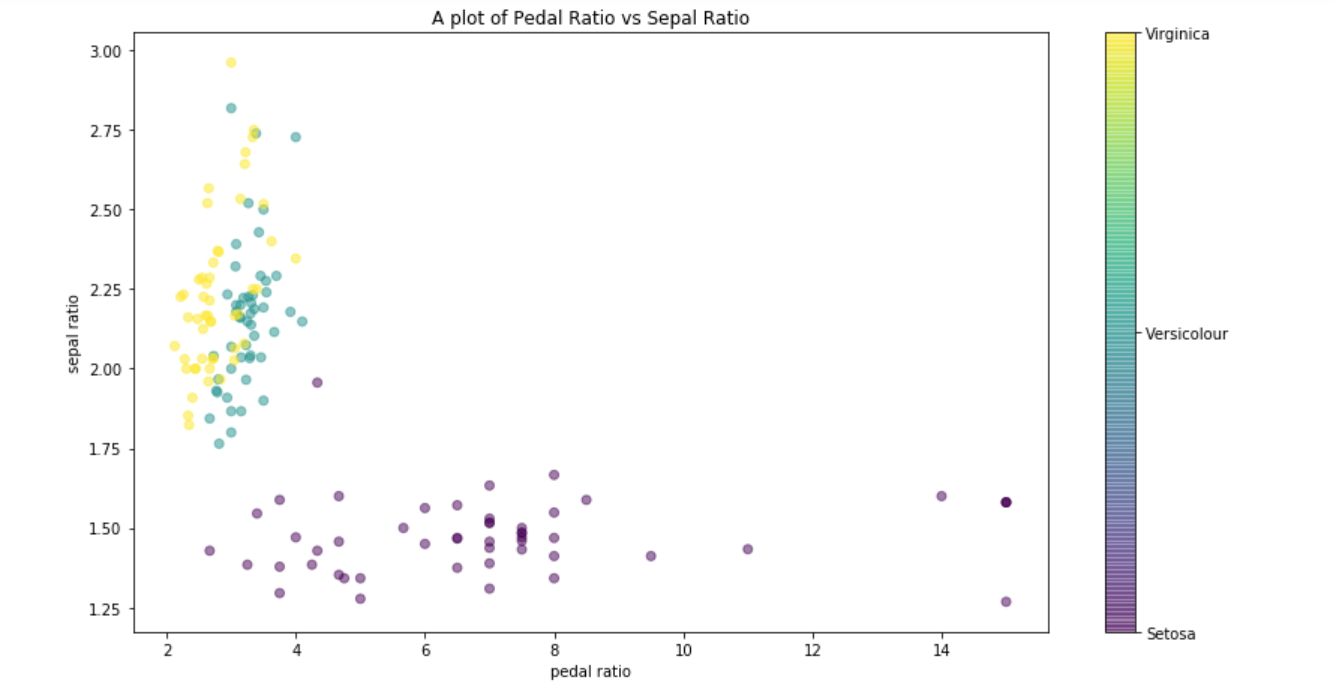 A plot of Pedal Ratio vs Sepal Ratio
3.00
2.75
2.50
2.25
2.00
1.75
1.50
1.25
sepal ratio
2 4 6 8 10 12 14
pedal ratio
Virginica
Versicolour
Setosa